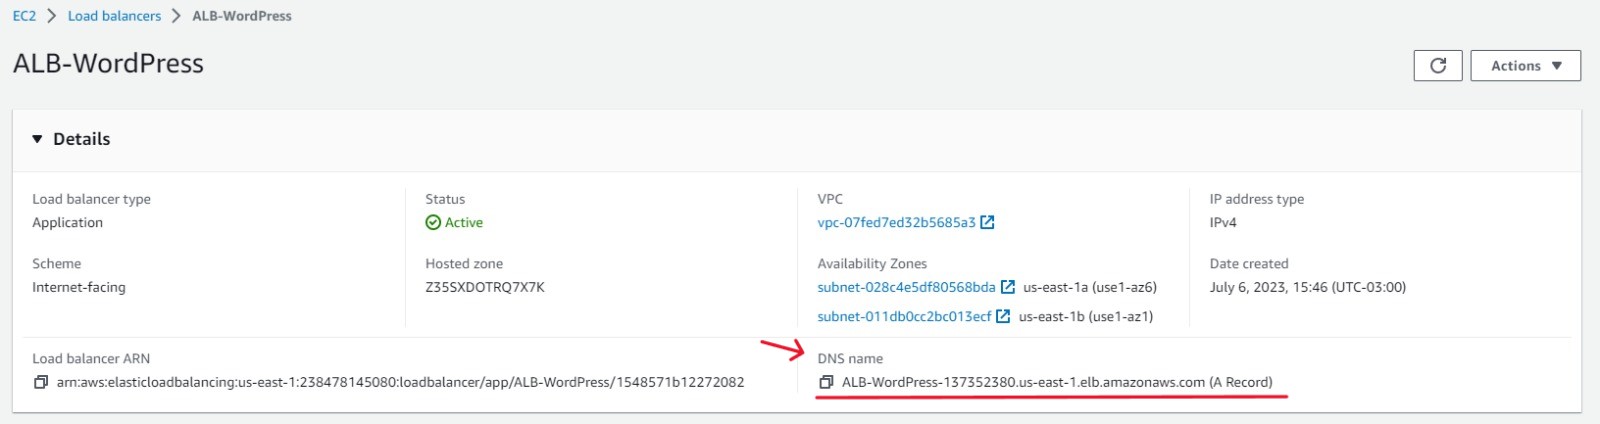 EC2 > Load balancers > ALB-WordPress
ALB-WordPress
Actions
Details
Load balancer type
Application
Status
Active
VPC
vpc-07fed7ed32b5685a3
IP address type
IPv4
Scheme
Internet-facing
Hosted zone
Z35SXDOTRQ7X7K
Availability Zones
subnet-028c4e5df80568bda us-east-1a (use1-az6)
subnet-011db0cc2bc013ecf us-east-1b (use1-az1)
Date created
July 6, 2023, 15:46 (UTC-03:00)
Load balancer ARN
arn:aws:elasticloadbalancing:us-east-1:238478145080:loadbalancer/app/ALB-WordPress/1548571b12272082
DNS name
ALB-WordPress-137352380.us-east-1.elb.amazonaws.com (A Record)